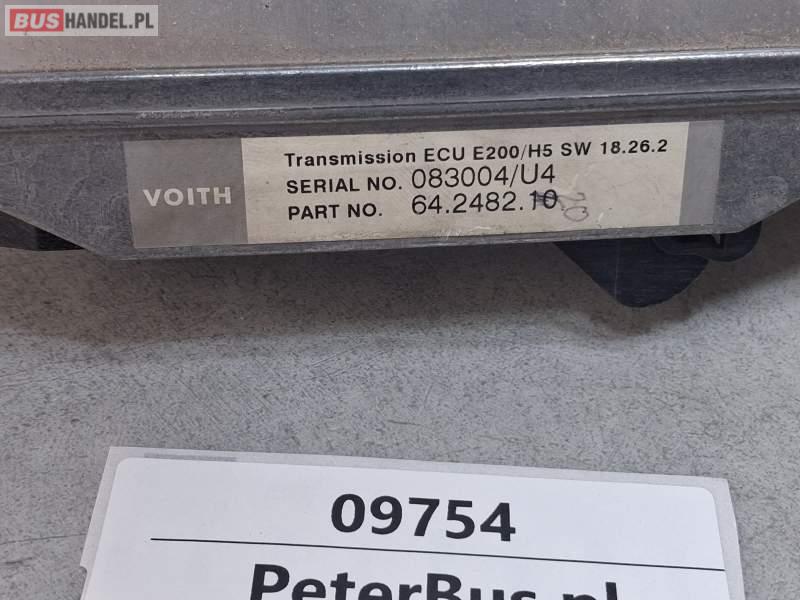 BUSHANDEL.PL
VOITH
Transmission ECU E200/H5 SW 18.26.2
SERIAL NO. 083004/U4
PART NO. 64.2482.10 20
09754
PeterBus.pl